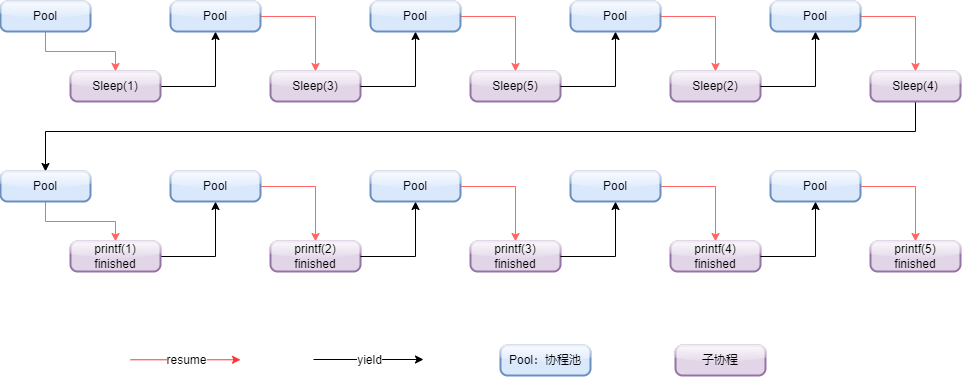 Pool
Pool
Pool
Pool
Pool
Sleep(1)
Sleep(3)
Sleep(5)
Sleep(2)
Sleep(4)
Pool
Pool
Pool
Pool
Pool
printf(1)
finished
printf(2)
finished
printf(3)
finished
printf(4)
finished
printf(5)
finished
resume
yield
Pool：协程池
子协程